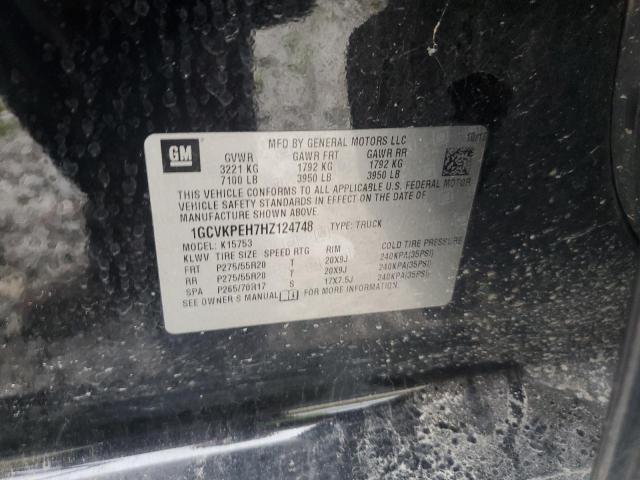 GM
MFD BY GENERAL MOTORS LLC
GVWR GAWR FRT GAWR RR
3221 KG 1792 KG 1792 KG
7100 LB 3950 LB 3950 LB
THIS VEHICLE CONFORMS TO ALL APPLICABLE U.S. FEDERAL MOTOR
VEHICLE SAFETY STANDARDS IN EFFECT ON THE DATE OF
MANUFACTURE SHOWN ABOVE.
1GCVKPEH7HZ124748 TYPE: TRUCK
MODEL: K15753
KLWV TIRE SIZE SPEED RTG RIM COLD TIRE PRESSURE
FRT P275/55R20 T 20X9J 240KPA(35PSI)
RR P275/55R20 T 20X9J 240KPA(35PSI)
SPA P265/70R17 S 17X7.5J 240KPA(35PSI)
SEE OWNER'S MANUAL FOR MORE INFORMATION.